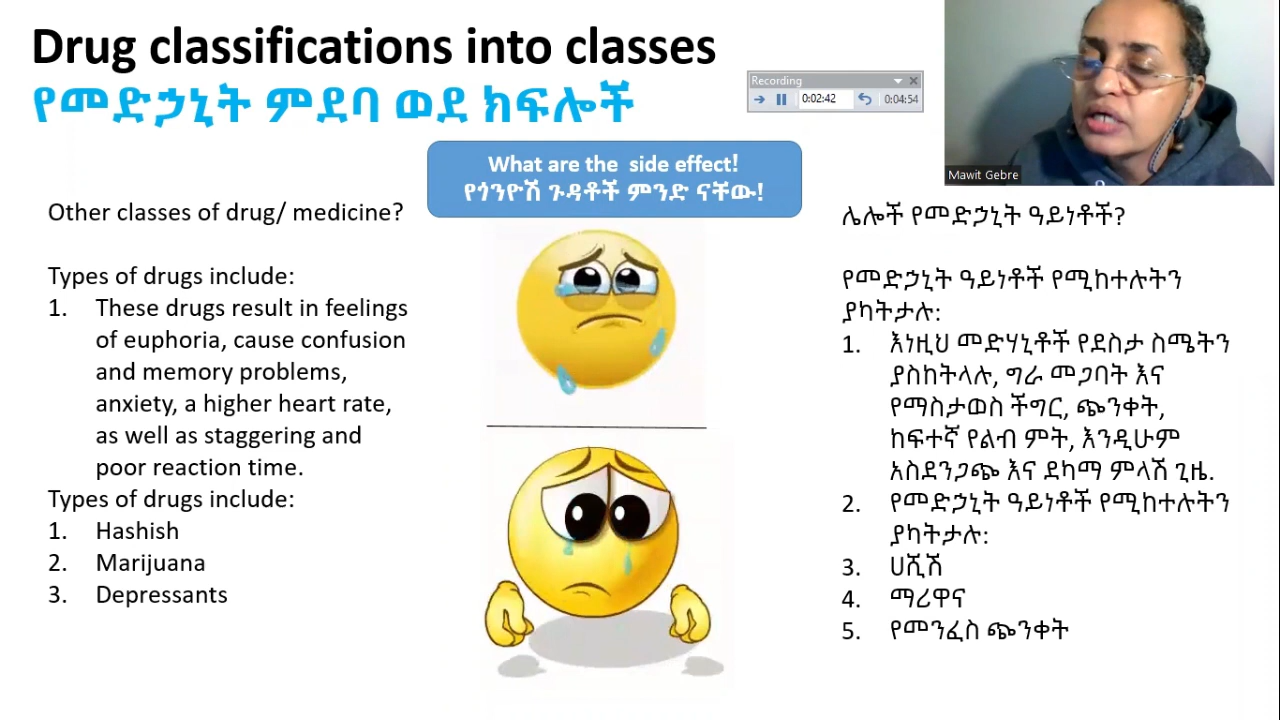 Drug classifications into classes
የመድኃኒት ምደባ ወደ ክፍሎች
Recording
0:02:42
0:04:54
Mawit Gebre
What are the  side effect!
የጎንዮሽ ጉዳቶች ምንድ ናቸው!
Other classes of drug/ medicine?
Types of drugs include:
1. These drugs result in feelings
of euphoria, cause confusion
and memory problems,
anxiety, a higher heart rate,
as well as staggering and
poor reaction time.
Types of drugs include:
1. Hashish
2. Marijuana
3. Depressants
ሌሎች የመድኃኒት ዓይነቶች?
የመድኃኒት ዓይነቶች የሚከተሉትን
ያካትታሉ:
1. እነዚህ መድሃኒቶች የደስታ ስሜትን
ያስከትላሉ, ግራ መጋባት እና
የማስታወስ ችግር, ጭንቀት,
ከፍተኛ የልብ ምት, እንዲሁም
አስደንጋጭ እና ደካማ ምላሽ ጊዜ.
2. የመድኃኒት ዓይነቶች የሚከተሉትን
ያካትታሉ:
3. ሀሺሽ
4. ማሪዋና
5. የመንፈስ ጭንቀት